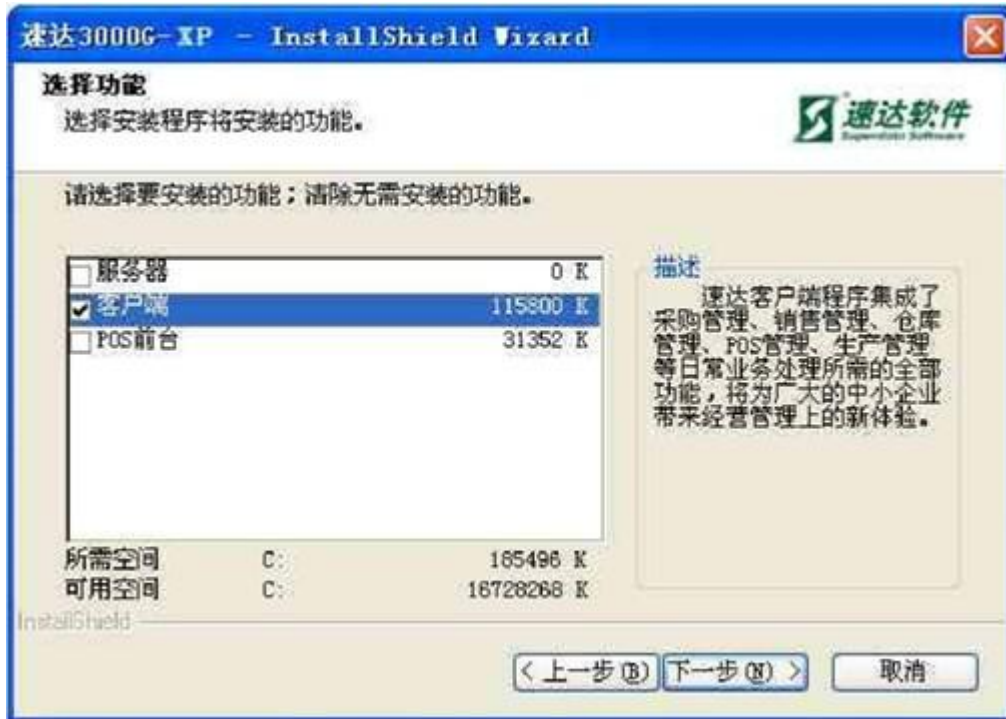 速达3000G-XP - InstallShield Wizard
选择功能
选择安装程序将安装的功能。
速达软件
Superdata Software
请选择要安装的功能；清除无需安装的功能。
服务器 0 K
客户端 115800 K
POS前台 31352 K
描述
速达客户端程序集成了
采购管理、销售管理、仓库
管理、POS管理、生产管理
等日常业务处理所需的全部
功能，将为广大的中小企业
带来经营管理上的新体验。
所需空间 C: 185496 K
可用空间 C: 16728268 K
InstallShield
< 上一步(B) 下一步(N) > 取消